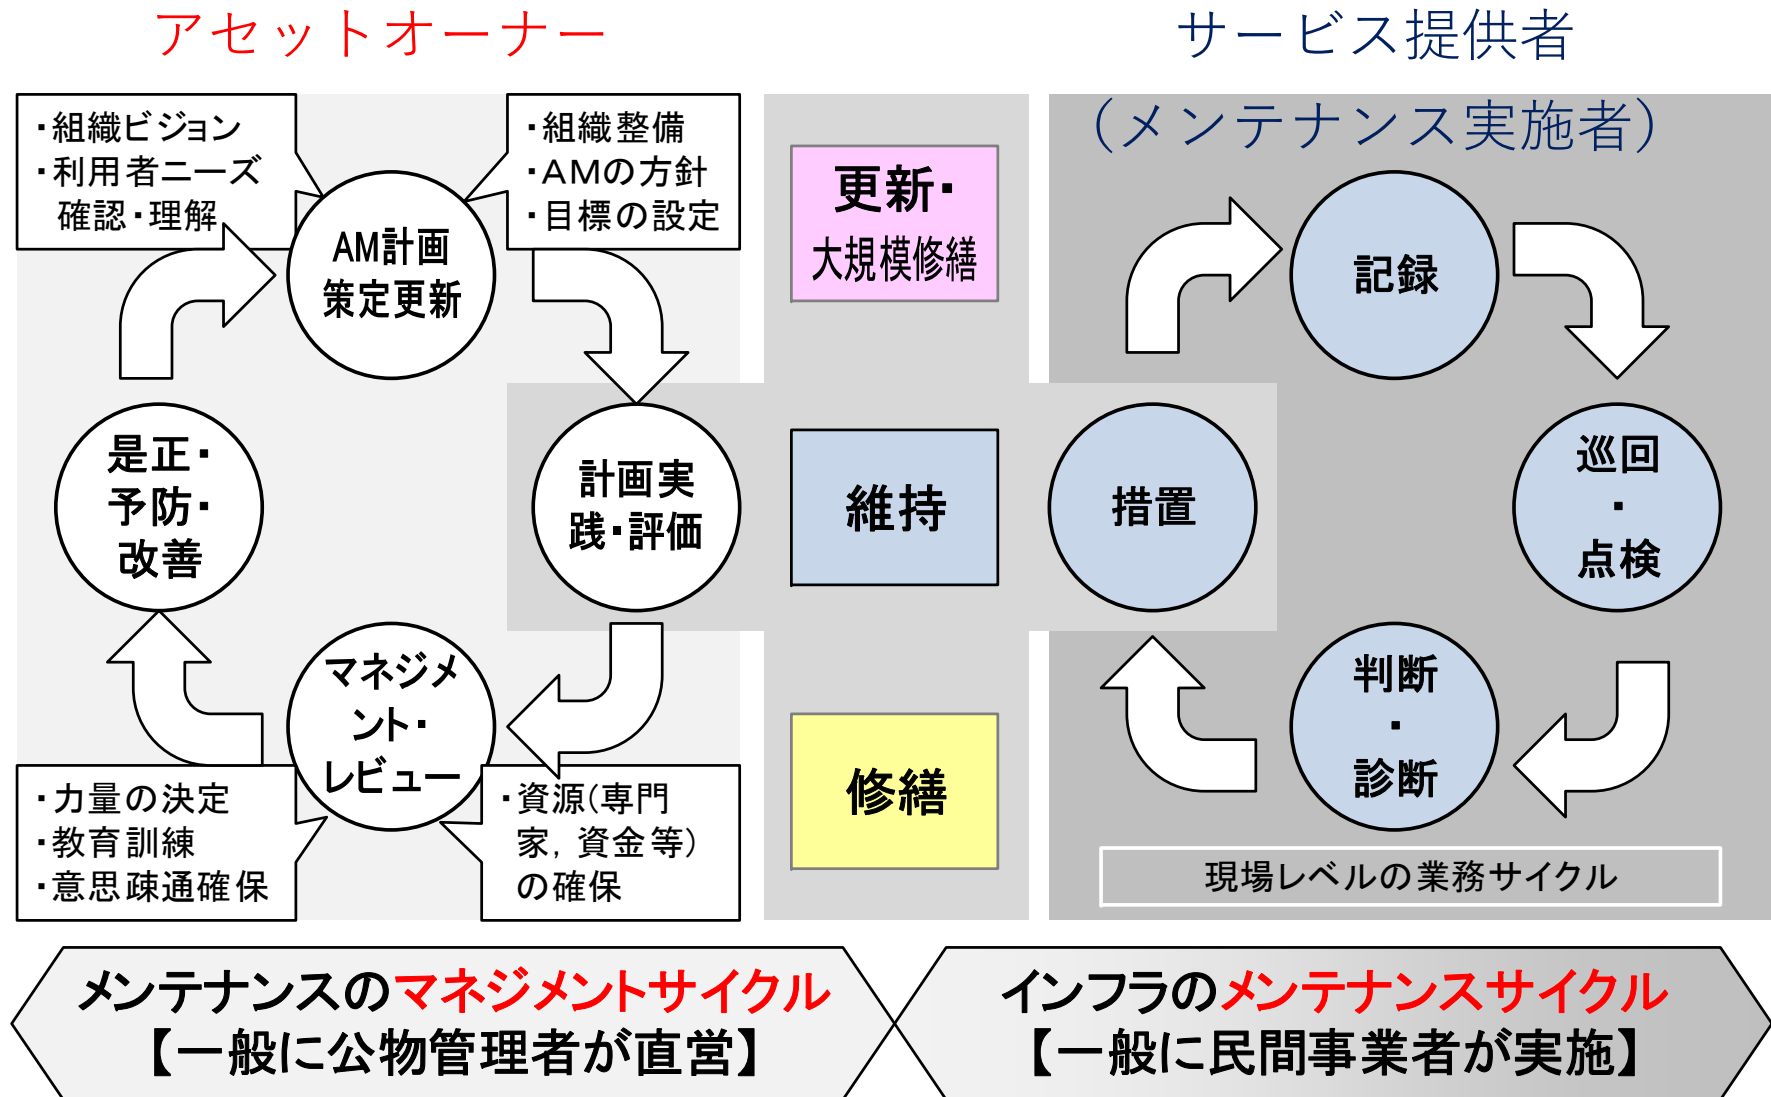 アセットオーナー
サービス提供者
(メンテナンス実施者)
・組織ビジョン
・利用者ニーズ
確認・理解
・組織整備
・AMの方針
・目標の設定
AM計画
策定更新
計画実
践・評価
マネジメ
ント・
レビュー
是正・
予防・
改善
・力量の決定
・教育訓練
・意思疎通確保
・資源(専門
家, 資金等)
の確保
更新・
大規模修繕
維持
修繕
記録
巡回
・
点検
判断
・
診断
措置
現場レベルの業務サイクル
メンテナンスのマネジメントサイクル
【一般に公物管理者が直営】
インフラのメンテナンスサイクル
【一般に民間事業者が実施】